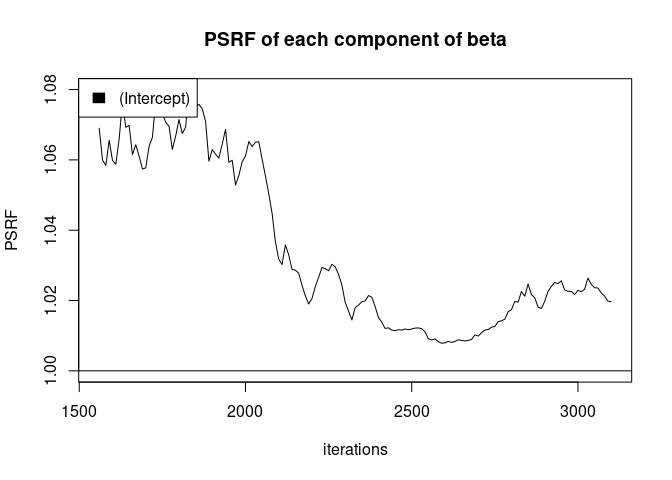 PSRF of each component of beta
(Intercept)
PSRF
1.08
1.06
1.04
1.02
1.00
1500 2000 2500 3000
iterations